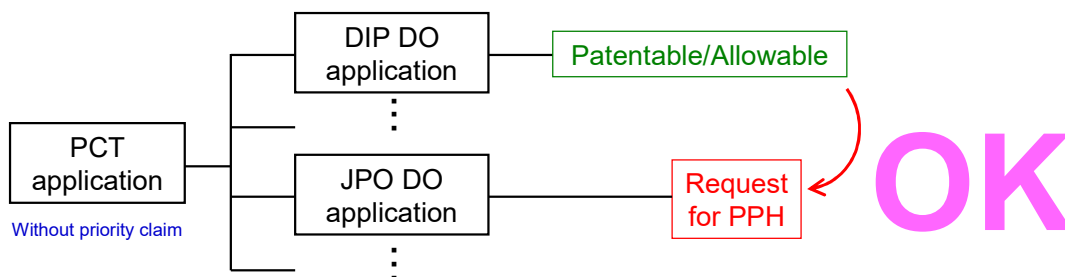 DIP DO
application
Patentable/Allowable
PCT
application
Without priority claim
JPO DO
application
Request
for PPH
OK